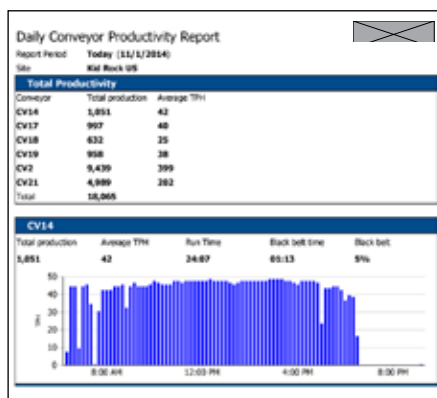 Daily Conveyor Productivity Report
Report Period Today (11/1/2014)
Site Kid Rock US
Total Productivity
Conveyor Total production Average TPH
CV14 1,051 42
CV17 997 40
CV18 632 25
CV19 958 38
CV2 9,439 399
CV21 4,989 202
Total 18,065
CV14
Total production Average TPH Run Time Black belt time Black belt
1,051 42 24:07 01:13 5%
50
40
30
TPH
20
10
0
8:00 AM 12:00 PM 4:00 PM 8:00 PM